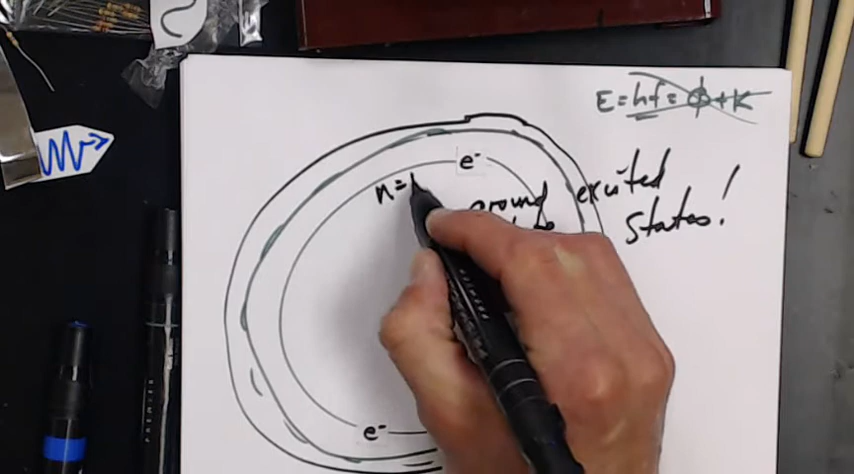 E=hf=ϕ+K
e⁻
n=1
ground
excited
states!
e⁻